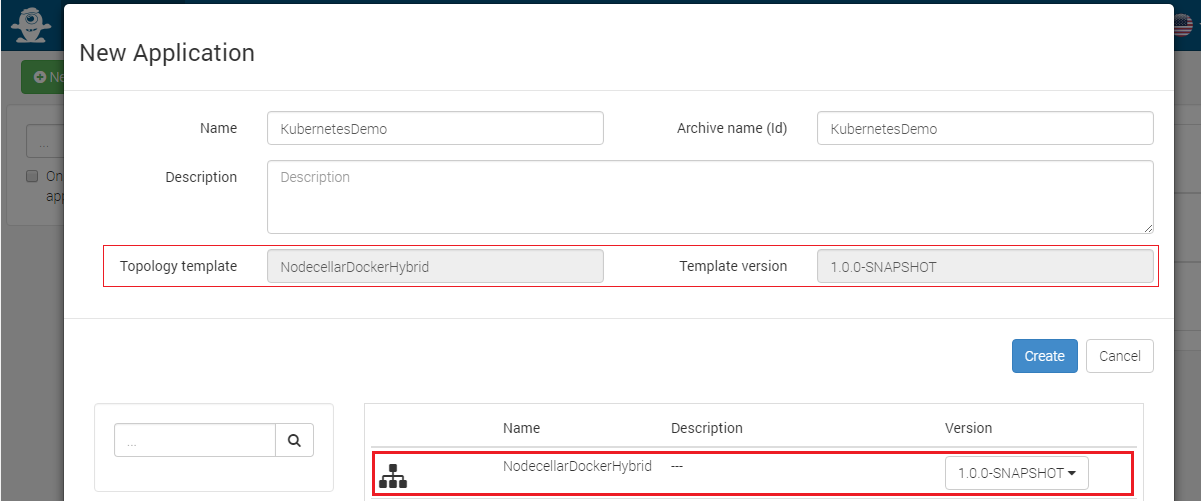 New Application
Ne
Name KubernetesDemo Archive name (Id) KubernetesDemo
...
Description Description
On
app
Topology template NodecellarDockerHybrid Template version 1.0.0-SNAPSHOT
Create Cancel
Name Description Version
...
NodecellarDockerHybrid --- 1.0.0-SNAPSHOT